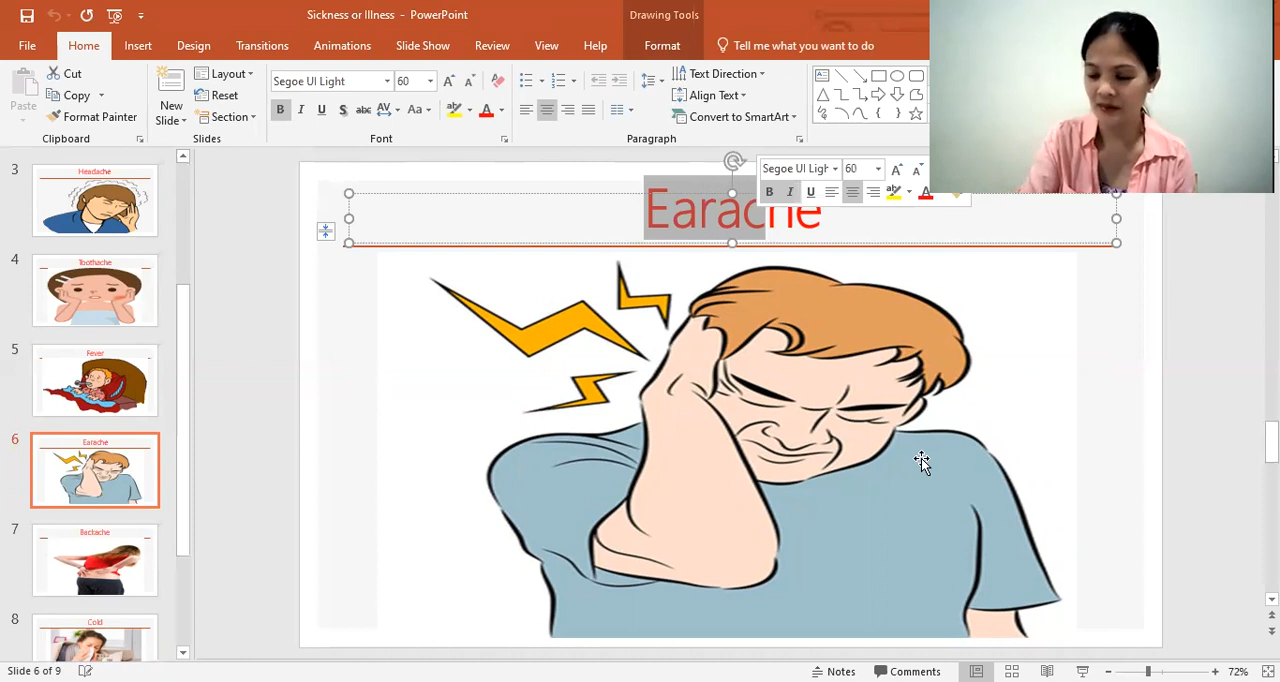 Sickness or Illness - PowerPoint
Drawing Tools
File
Home
Insert
Design
Transitions
Animations
Slide Show
Review
View
Help
Format
Tell me what you want to do
Paste
Cut
Copy
Format Painter
Clipboard
New
Slide
Layout
Reset
Section
Slides
Segoe UI Light
60
B I U S abc AV Aa A
Font
Text Direction
Align Text
Convert to SmartArt
Paragraph
Segoe UI Ligh
60
B I U
Earache
3
Headache
4
Toothache
5
Fever
6
Earache
7
Backache
8
Cold
Slide 6 of 9
Notes
Comments
72%